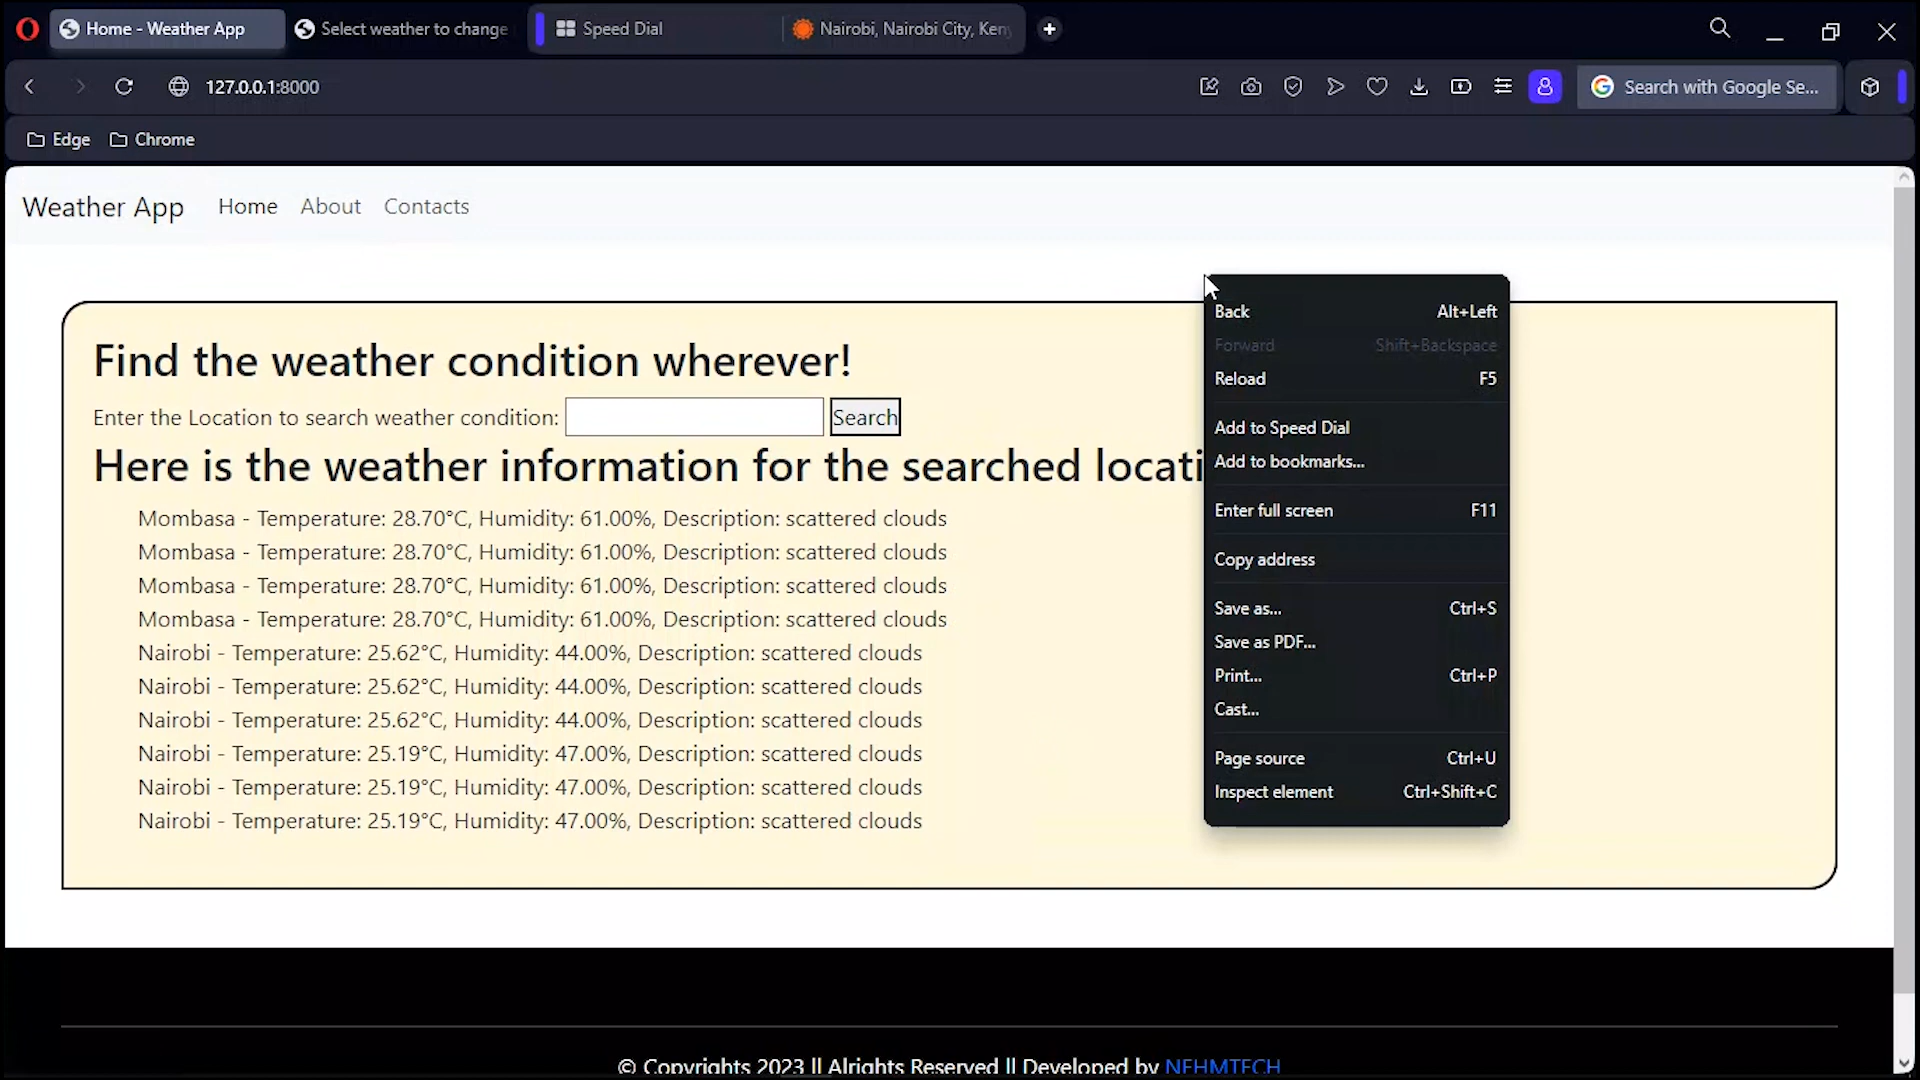 Home - Weather App
Select weather to change
Speed Dial
Nairobi, Nairobi City, Ken
127.0.0.1:8000
Search with Google Se...
Edge
Chrome
Weather App Home About Contacts
Find the weather condition wherever!
Enter the Location to search weather condition: Search
Here is the weather information for the searched locati
Mombasa - Temperature: 28.70°C, Humidity: 61.00%, Description: scattered clouds
Mombasa - Temperature: 28.70°C, Humidity: 61.00%, Description: scattered clouds
Mombasa - Temperature: 28.70°C, Humidity: 61.00%, Description: scattered clouds
Mombasa - Temperature: 28.70°C, Humidity: 61.00%, Description: scattered clouds
Nairobi - Temperature: 25.62°C, Humidity: 44.00%, Description: scattered clouds
Nairobi - Temperature: 25.62°C, Humidity: 44.00%, Description: scattered clouds
Nairobi - Temperature: 25.62°C, Humidity: 44.00%, Description: scattered clouds
Nairobi - Temperature: 25.19°C, Humidity: 47.00%, Description: scattered clouds
Nairobi - Temperature: 25.19°C, Humidity: 47.00%, Description: scattered clouds
Nairobi - Temperature: 25.19°C, Humidity: 47.00%, Description: scattered clouds
Back Alt+Left
Forward Shift+Backspace
Reload F5
Add to Speed Dial
Add to bookmarks...
Enter full screen F11
Copy address
Save as... Ctrl+S
Save as PDF...
Print... Ctrl+P
Cast...
Page source Ctrl+U
Inspect element Ctrl+Shift+C
© Copyrights 2023 || Alrights Reserved || Developed by NEHMTECH